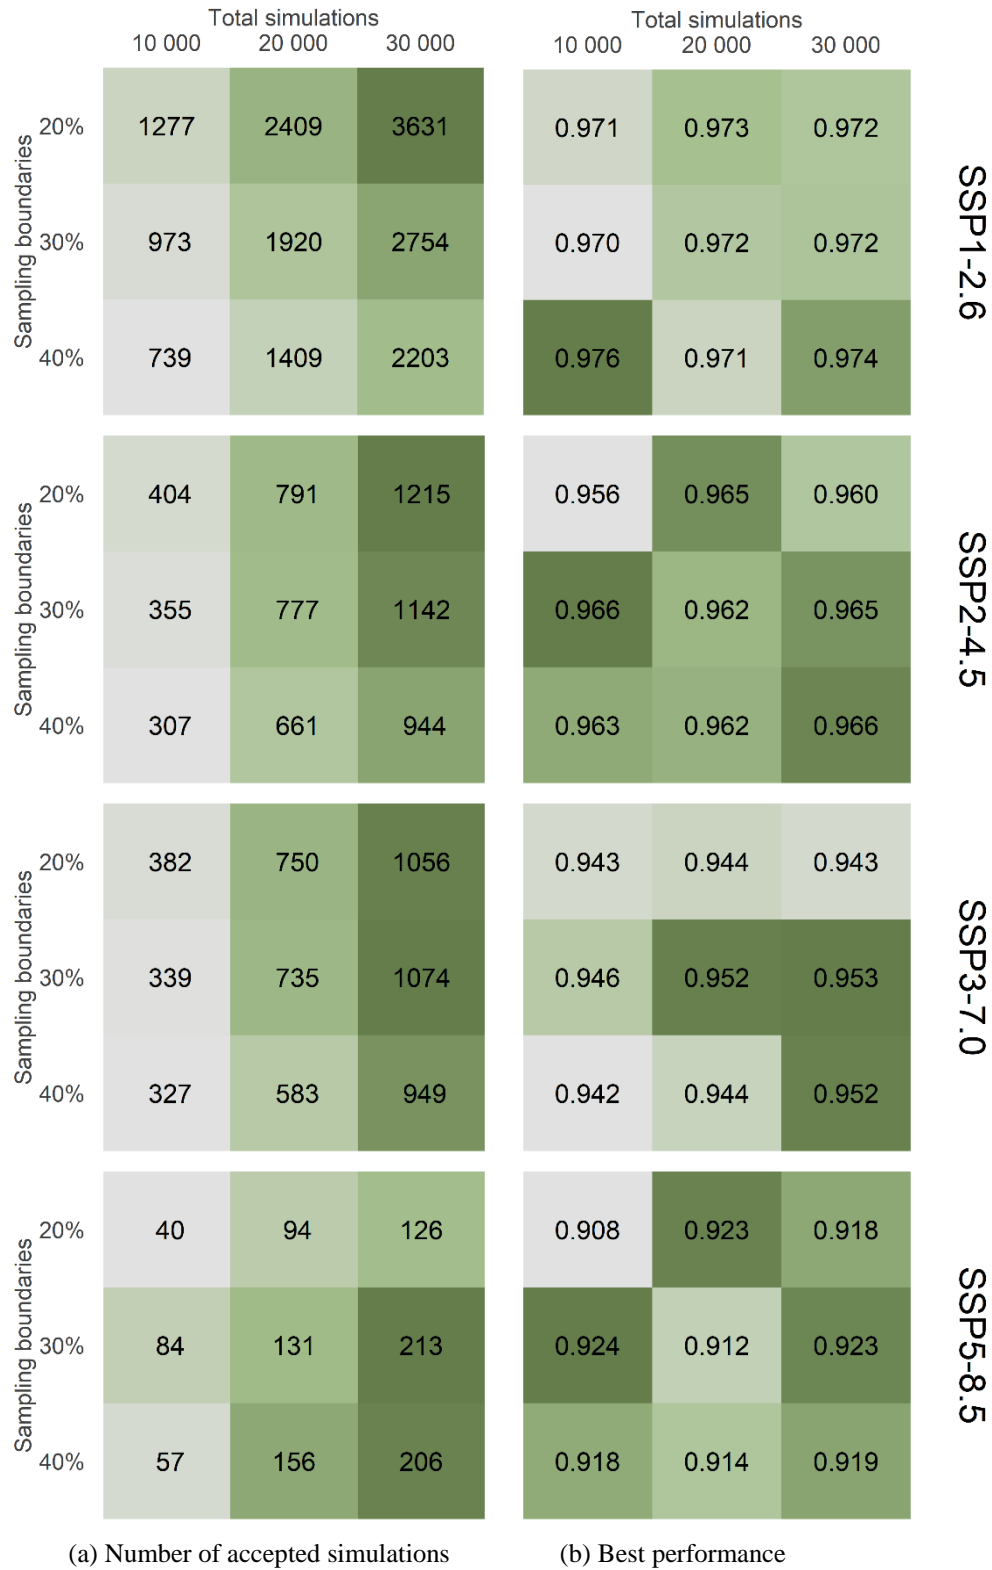 Total simulations
10 000 20 000 30 000
Total simulations
10 000 20 000 30 000
Sampling boundaries
20% 1277 2409 3631
30% 973 1920 2754
40% 739 1409 2203
0.971 0.973 0.972
0.970 0.972 0.972
0.976 0.971 0.974
SSP1-2.6
Sampling boundaries
20% 404 791 1215
30% 355 777 1142
40% 307 661 944
0.956 0.965 0.960
0.966 0.962 0.965
0.963 0.962 0.966
SSP2-4.5
Sampling boundaries
20% 382 750 1056
30% 339 735 1074
40% 327 583 949
0.943 0.944 0.943
0.946 0.952 0.953
0.942 0.944 0.952
SSP3-7.0
Sampling boundaries
20% 40 94 126
30% 84 131 213
40% 57 156 206
0.908 0.923 0.918
0.924 0.912 0.923
0.918 0.914 0.919
SSP5-8.5
(a) Number of accepted simulations
(b) Best performance